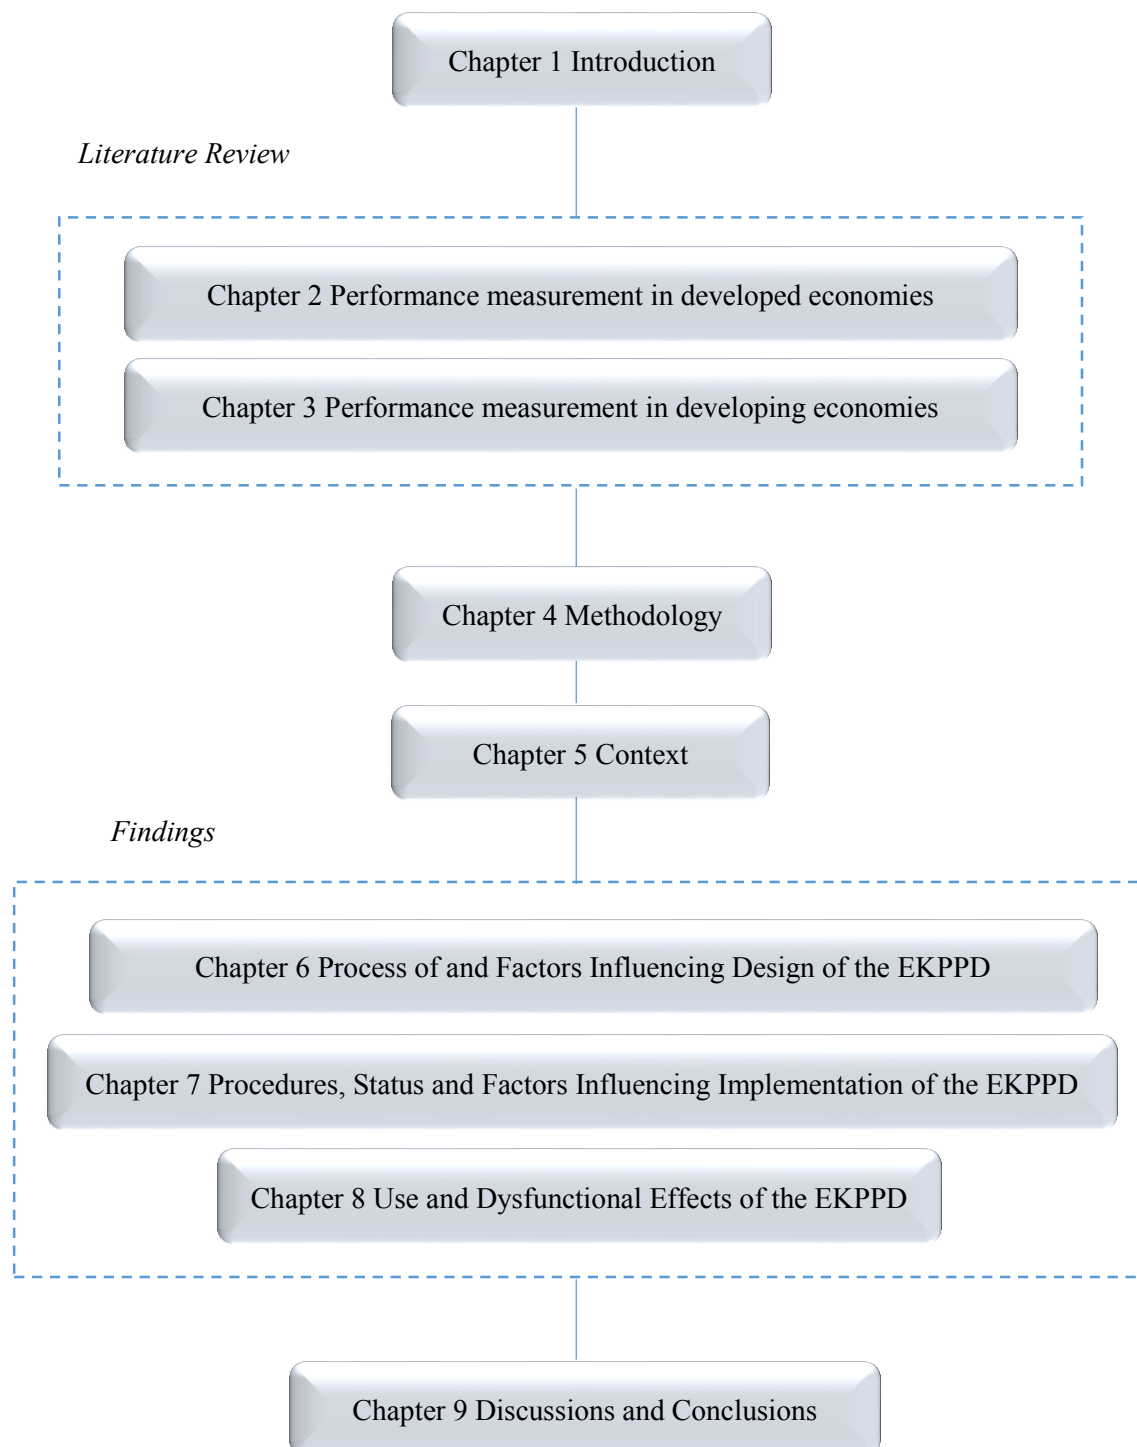 Chapter 1 Introduction
Literature Review
Chapter 2 Performance measurement in developed economies
Chapter 3 Performance measurement in developing economies
Chapter 4 Methodology
Chapter 5 Context
Findings
Chapter 6 Process of and Factors Influencing Design of the EKPPD
Chapter 7 Procedures, Status and Factors Influencing Implementation of the EKPPD
Chapter 8 Use and Dysfunctional Effects of the EKPPD
Chapter 9 Discussions and Conclusions